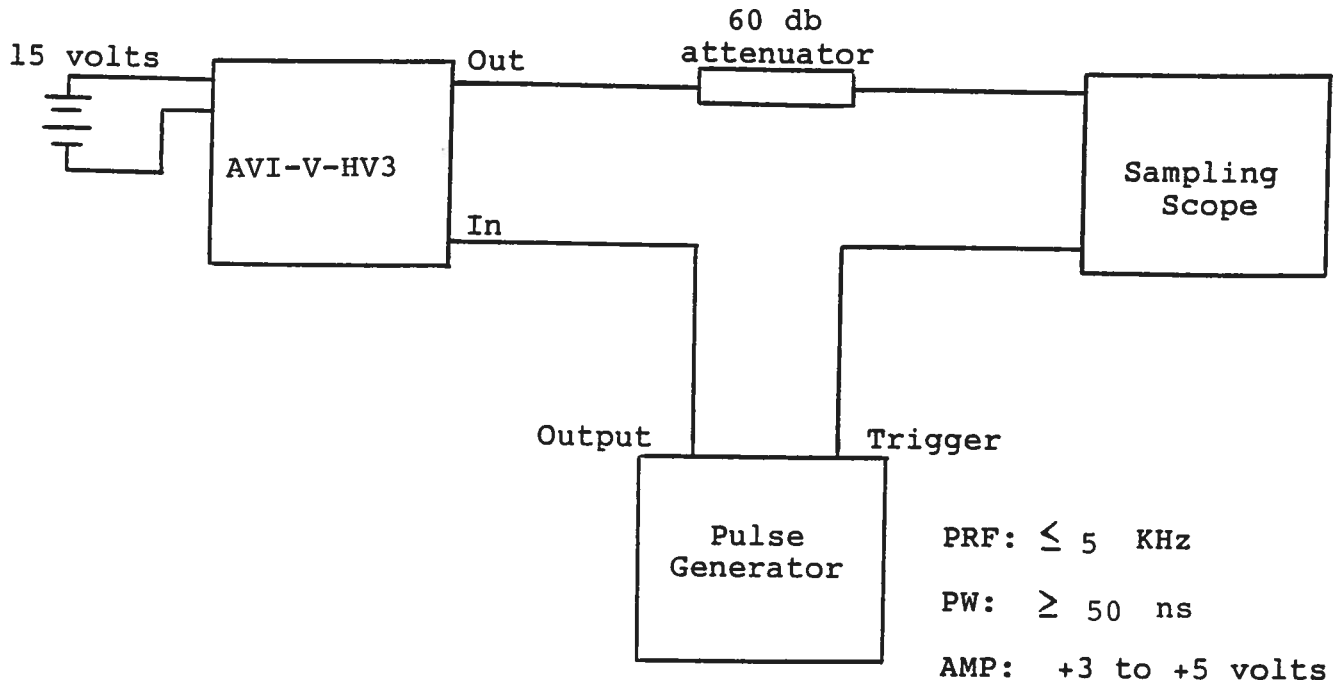 60 db
attenuator
15 volts
Out
AVI-V-HV3
Sampling
Scope
In
Output
Trigger
Pulse
Generator
PRF: ≤ 5 KHz
PW: ≥ 50 ns
AMP: +3 to +5 volts